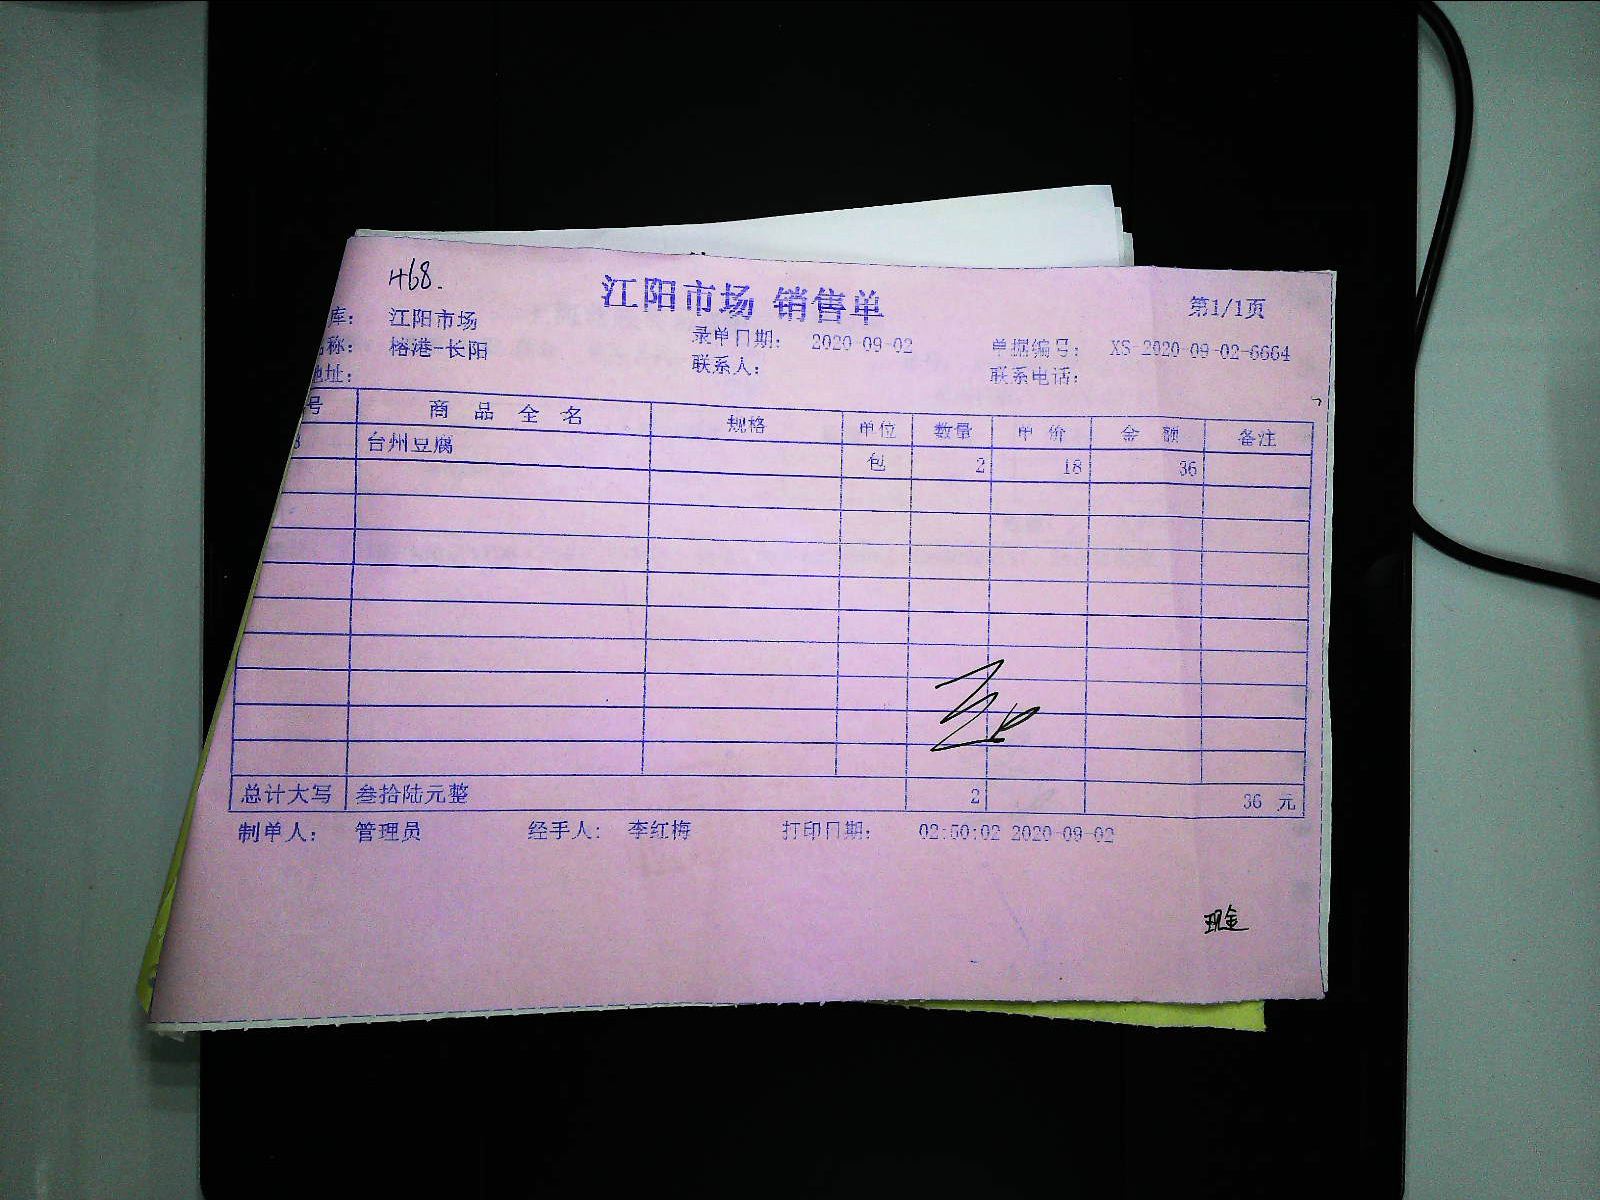 H68.
江阳市场 销售单
第1/1页
库： 江阳市场
录单日期： 2020-09-02
单据编号： XS-2020-09-02-6664
称： 榕港-长阳
联系人：
联系电话：
地址：
号 商品全名 规格 单位 数量 单价 金额 备注
台州豆腐 包 2 18 36
总计大写 叁拾陆元整 2 36 元
制单人： 管理员 经手人： 李红梅 打印日期： 02:50:02 2020-09-02
现金